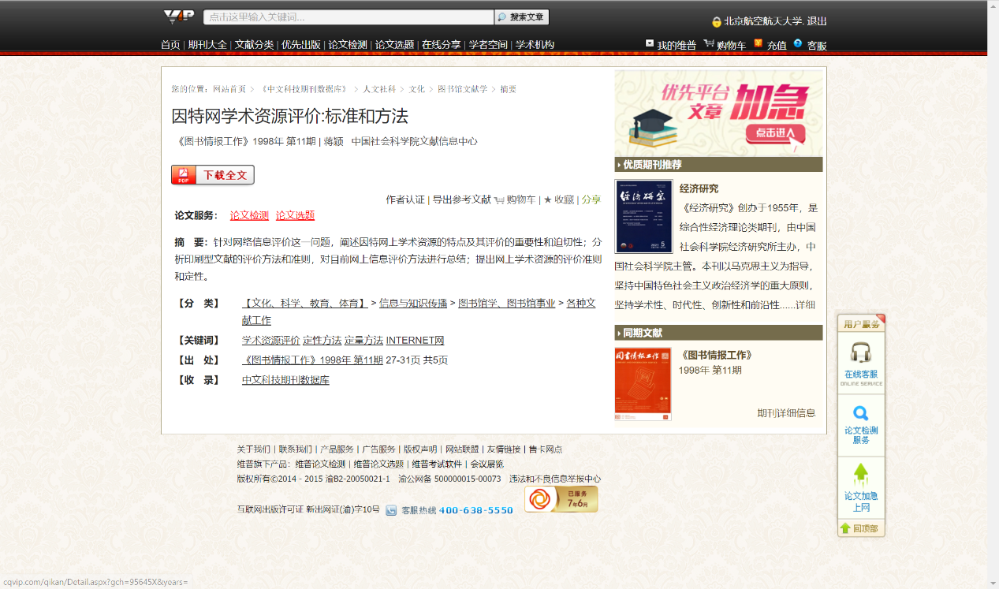 VIP 点击这里输入关键词... 搜索文章
北京航空航天大学. 退出
首页 | 期刊大全 | 文献分类 | 优先出版 | 论文检测 | 论文选题 | 在线分享 | 学者空间 | 学术机构
我的维普 购物车 充值 客服
您的位置: 网站首页 > 《中文科技期刊数据库》 > 人文社科 > 文化 > 图书馆文献学 > 摘要
因特网学术资源评价:标准和方法
《图书情报工作》1998年 第11期 | 蒋颖 中国社会科学院文献信息中心
PDF 下载全文
作者认证 | 导出参考文献 购物车 | ★ 收藏 | 分享
论文服务: 论文检测 论文选题
摘 要: 针对网络信息评价这一问题，阐述因特网上学术资源的特点及其评价的重要性和迫切性；分
析印刷型文献的评价方法和准则，对目前网上信息评价方法进行总结；提出网上学术资源的评价准则
和定性。
【分 类】 【文化、科学、教育、体育】 > 信息与知识传播 > 图书馆学、图书馆事业 > 各种文
献工作
【关键词】 学术资源评价 定性方法 定量方法 INTERNET网
【出 处】 《图书情报工作》1998年 第11期 27-31页 共5页
【收 录】 中文科技期刊数据库
优先平台
文章 加急
点击进入
优质期刊推荐
经济研究
经济研究
《经济研究》创办于1955年，是
综合性经济理论类期刊，由中国
社会科学院经济研究所主办，中
国社会科学院主管。本刊以马克思主义为指导，
坚持中国特色社会主义政治经济学的重大原则，
坚持学术性、时代性、创新性和前沿性......详细
同期文献
图书情报工作
《图书情报工作》
1998年 第11期
期刊详细信息
用户服务
在线客服
ONLINE SERVICE
论文检测
服务
论文加急
上网
回顶部
关于我们 | 联系我们 | 产品服务 | 广告服务 | 版权声明 | 网站联盟 | 友情链接 | 售卡网点
维普旗下产品: 维普论文检测 | 维普论文选题 | 维普考试软件 | 会议展览
版权所有©2014 - 2015 渝B2-20050021-1 渝公网备 500000015-00073 违法和不良信息举报中心
互联网出版许可证 新出网证(渝)字10号 客服热线 400-638-5550
已服务
7年6月
cqvip.com/qikan/Detail.aspx?gch=95645X&years=